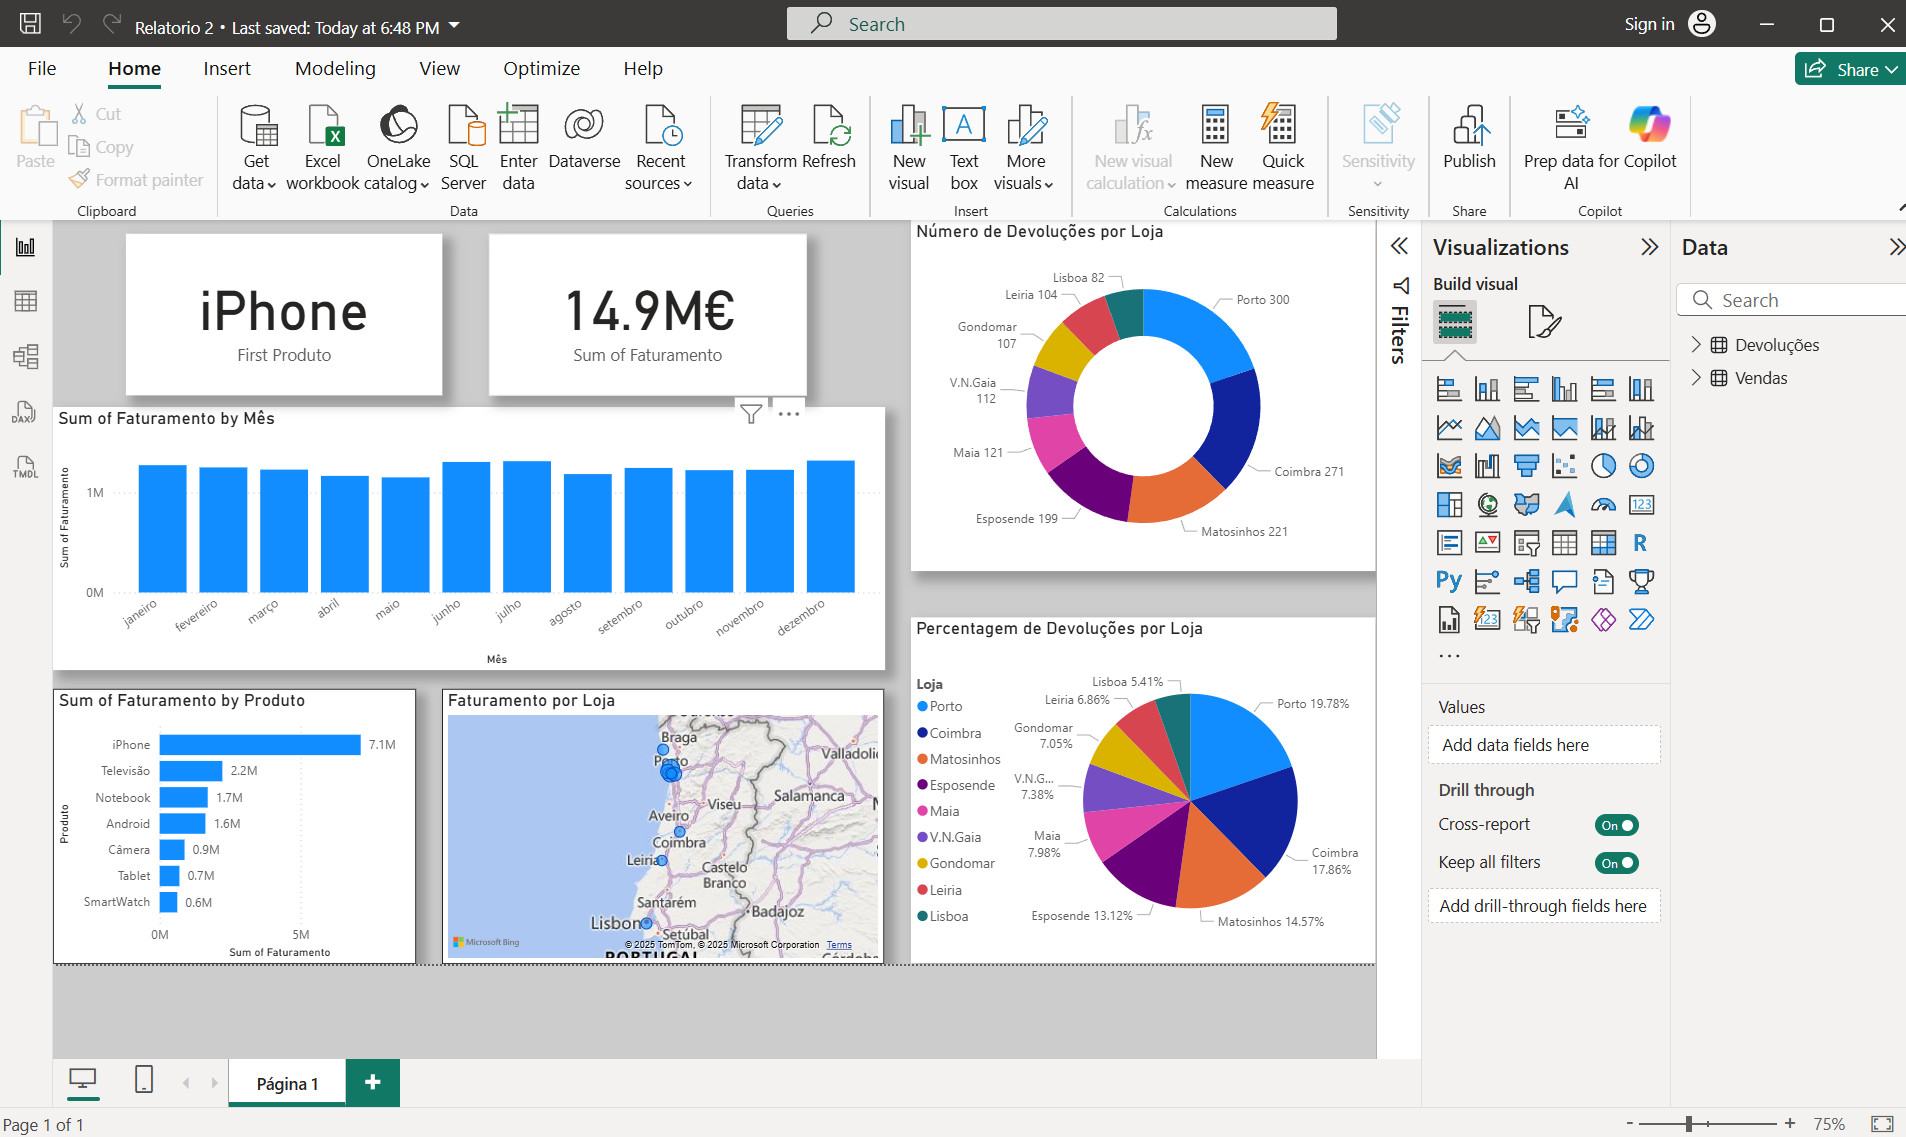 Relatorio 2 • Last saved: Today at 6:48 PM
Search
Sign in
File
Home
Insert
Modeling
View
Optimize
Help
Share
Paste
Cut
Copy
Format painter
Clipboard
Get data
Excel workbook
OneLake catalog
SQL Server
Enter data
Dataverse
Recent sources
Data
Transform data
Refresh
Queries
New visual
Text box
More visuals
Insert
New visual calculation
New measure
Quick measure
Calculations
Sensitivity
Sensitivity
Publish
Share
Prep data for AI
Copilot
Copilot
DAX
TMDL
iPhone
First Produto
14.9M€
Sum of Faturamento
Sum of Faturamento by Mês
Sum of Faturamento
1M
0M
janeiro
fevereiro
março
abril
maio
junho
julho
agosto
setembro
outubro
novembro
dezembro
Mês
Sum of Faturamento by Produto
Produto
iPhone 7.1M
Televisão 2.2M
Notebook 1.7M
Android 1.6M
Câmera 0.9M
Tablet 0.7M
SmartWatch 0.6M
0M
5M
Sum of Faturamento
Faturamento por Loja
Braga
Porto
Valladolid
Viseu
Salamanca
Aveiro
Coimbra
Leiria
Castelo Branco
Santarém
Badajoz
Lisbon
Setúbal
Microsoft Bing
© 2025 TomTom, © 2025 Microsoft Corporation
Terms
PORTUGAL
Córdoba
Número de Devoluções por Loja
Lisboa 82
Leiria 104
Gondomar
107
V.N.Gaia
112
Maia 121
Esposende 199
Porto 300
Coimbra 271
Matosinhos 221
Percentagem de Devoluções por Loja
Loja
Porto
Coimbra
Matosinhos
Esposende
Maia
V.N.Gaia
Gondomar
Leiria
Lisboa
Lisboa 5.41%
Leiria 6.86%
Gondomar
7.05%
V.N.G...
7.38%
Maia
7.98%
Esposende 13.12%
Porto 19.78%
Coimbra
17.86%
Matosinhos 14.57%
Filters
Visualizations
Build visual
123
R
Py
123
...
Values
Add data fields here
Drill through
Cross-report
On
Keep all filters
On
Add drill-through fields here
Data
Search
Devoluções
Vendas
Página 1
+
Page 1 of 1
- + 75%